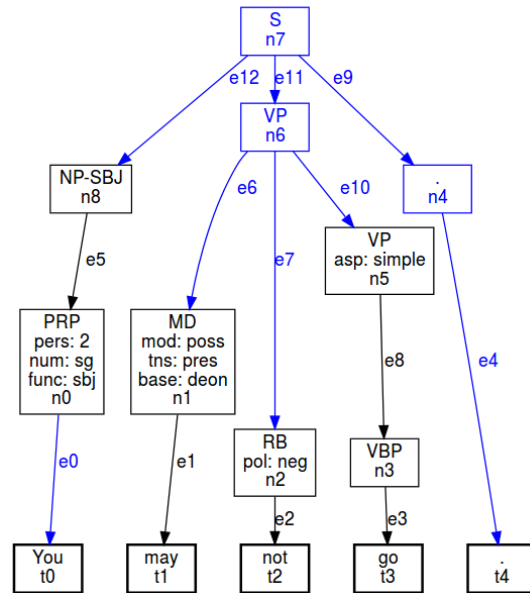 S
n7
e12
e11
e9
VP
n6
NP-SBJ
n8
.
n4
e6
e10
e7
VP
asp: simple
n5
e5
PRP
pers: 2
num: sg
func: sbj
n0
MD
mod: poss
tns: pres
base: deon
n1
e8
e4
RB
pol: neg
n2
VBP
n3
e0
e1
e2
e3
You
t0
may
t1
not
t2
go
t3
.
t4